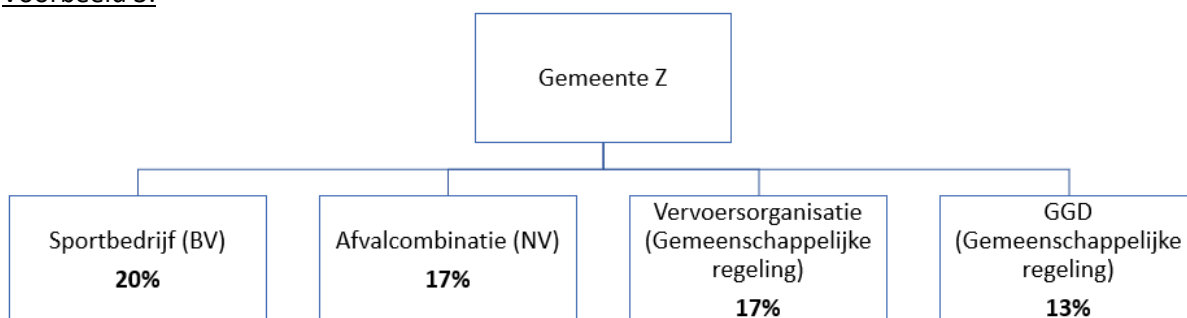 Voorbeeld 3:
Gemeente Z
Sportbedrijf (BV)
20%
Afvalcombinatie (NV)
17%
Vervoersorganisatie
(Gemeenschappelijke
regeling)
17%
GGD
(Gemeenschappelijke
regeling)
13%